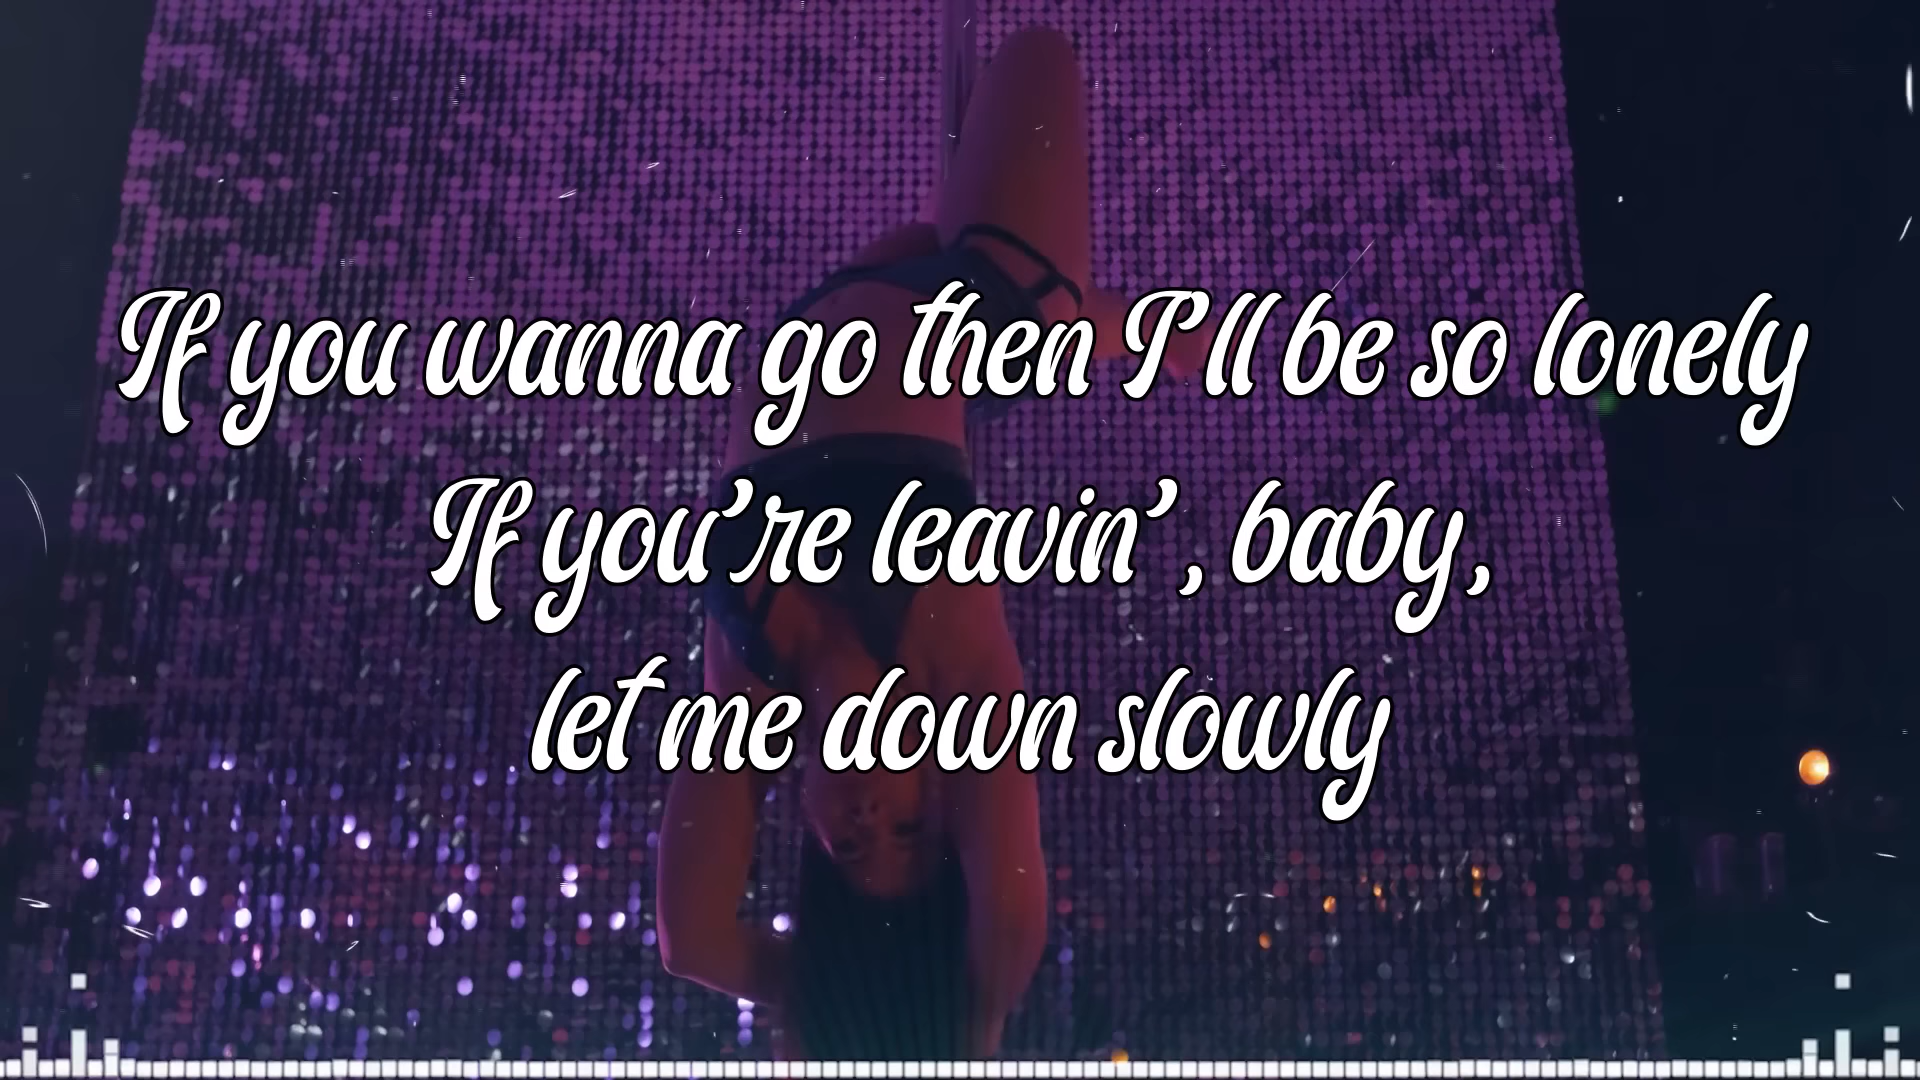 If you wanna go then I'll be so lonely
If you're leavin', baby,
let me down slowly